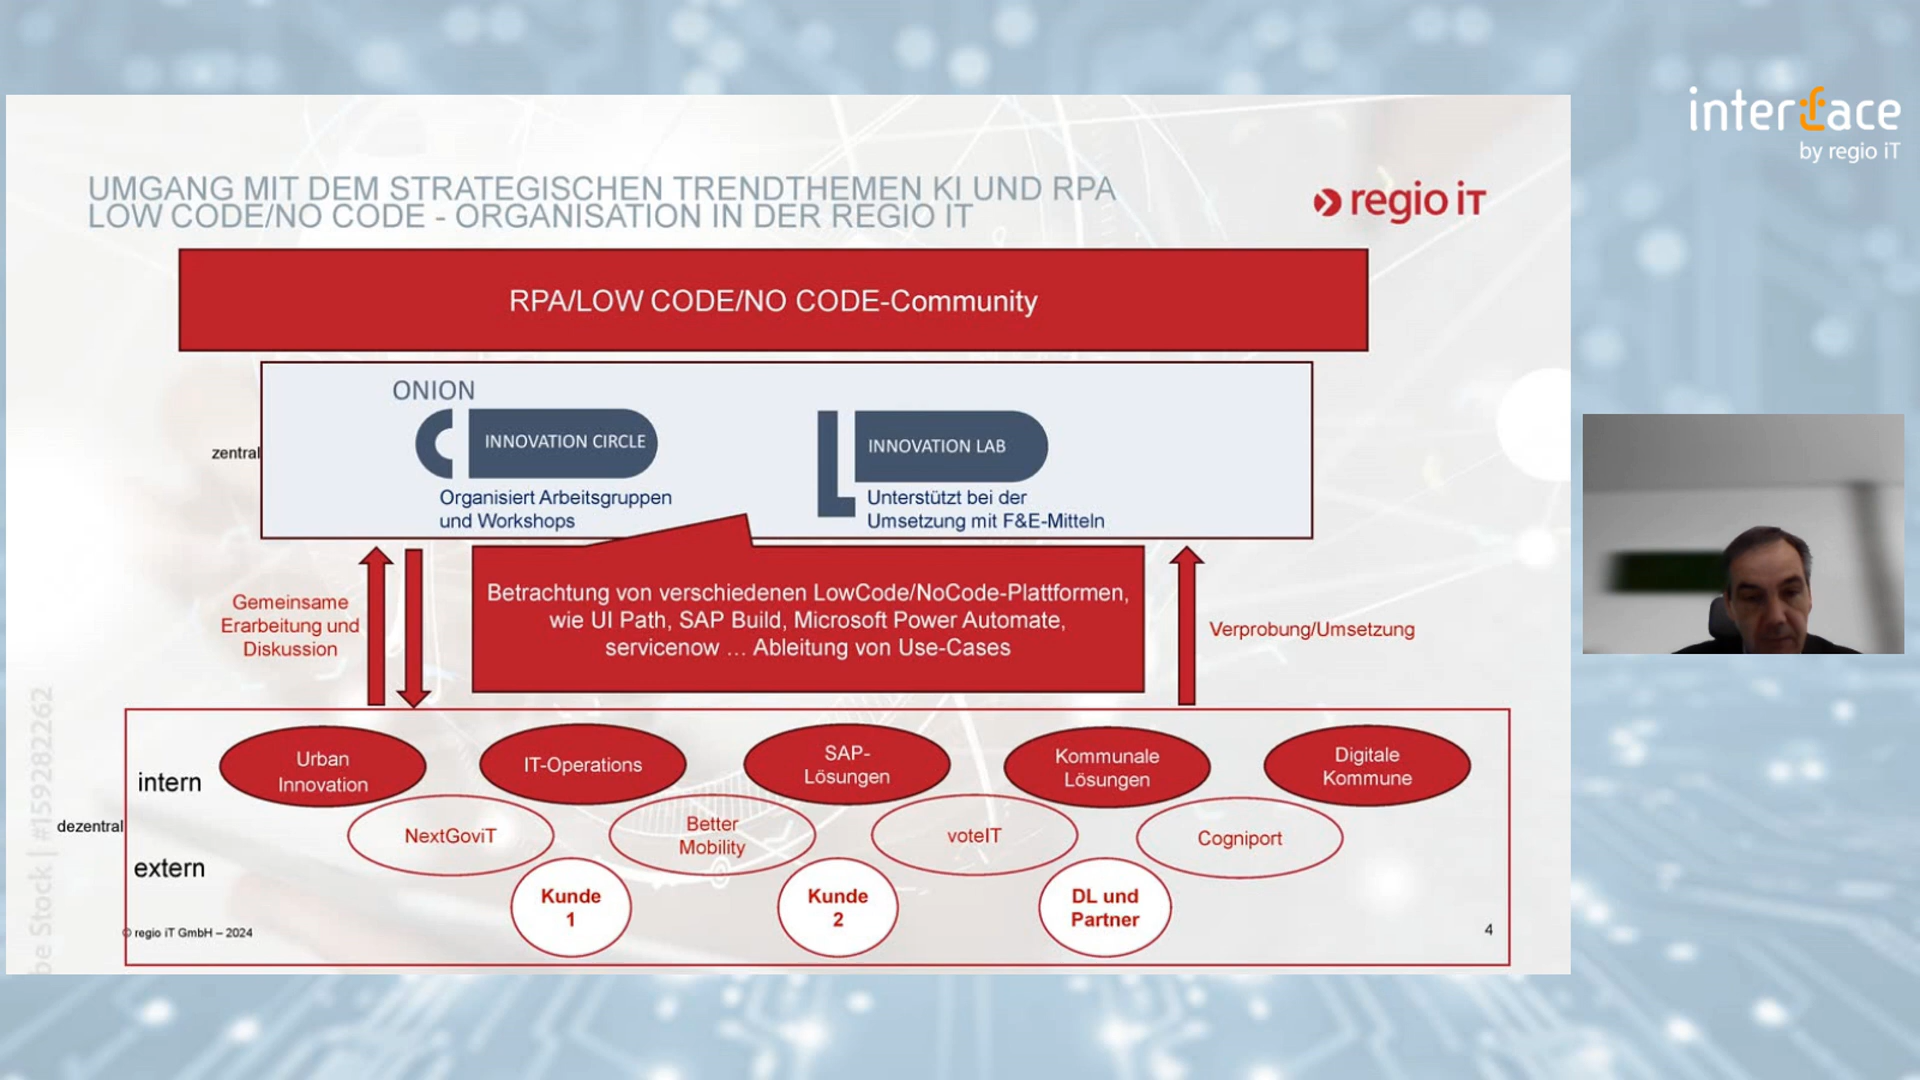 interface
by regio iT
UMGANG MIT DEM STRATEGISCHEN TRENDTHEMEN KI UND RPA
LOW CODE/NO CODE - ORGANISATION IN DER REGIO IT
regio iT
RPA/LOW CODE/NO CODE-Community
ONION
INNOVATION CIRCLE
Organisiert Arbeitsgruppen
und Workshops
INNOVATION LAB
Unterstützt bei der
Umsetzung mit F&E-Mitteln
zentral
Gemeinsame
Erarbeitung und
Diskussion
Betrachtung von verschiedenen LowCode/NoCode-Plattformen,
wie UI Path, SAP Build, Microsoft Power Automate,
servicenow … Ableitung von Use-Cases
Verprobung/Umsetzung
intern
Urban
Innovation
IT-Operations
SAP-
Lösungen
Kommunale
Lösungen
Digitale
Kommune
dezentral
NextGoviT
Better
Mobility
voteIT
Cogniport
extern
Kunde
1
Kunde
2
DL und
Partner
© regio iT GmbH – 2024
4
be Stock | #1592822262